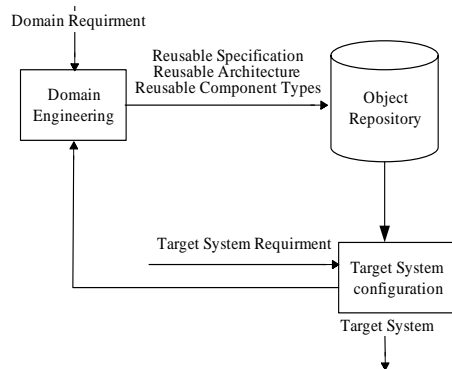 Domain Requirment
Reusable Specification
Reusable Architecture
Reusable Component Types
Domain
Engineering
Object
Repository
Target System Requirment
Target System
configuration
Target System